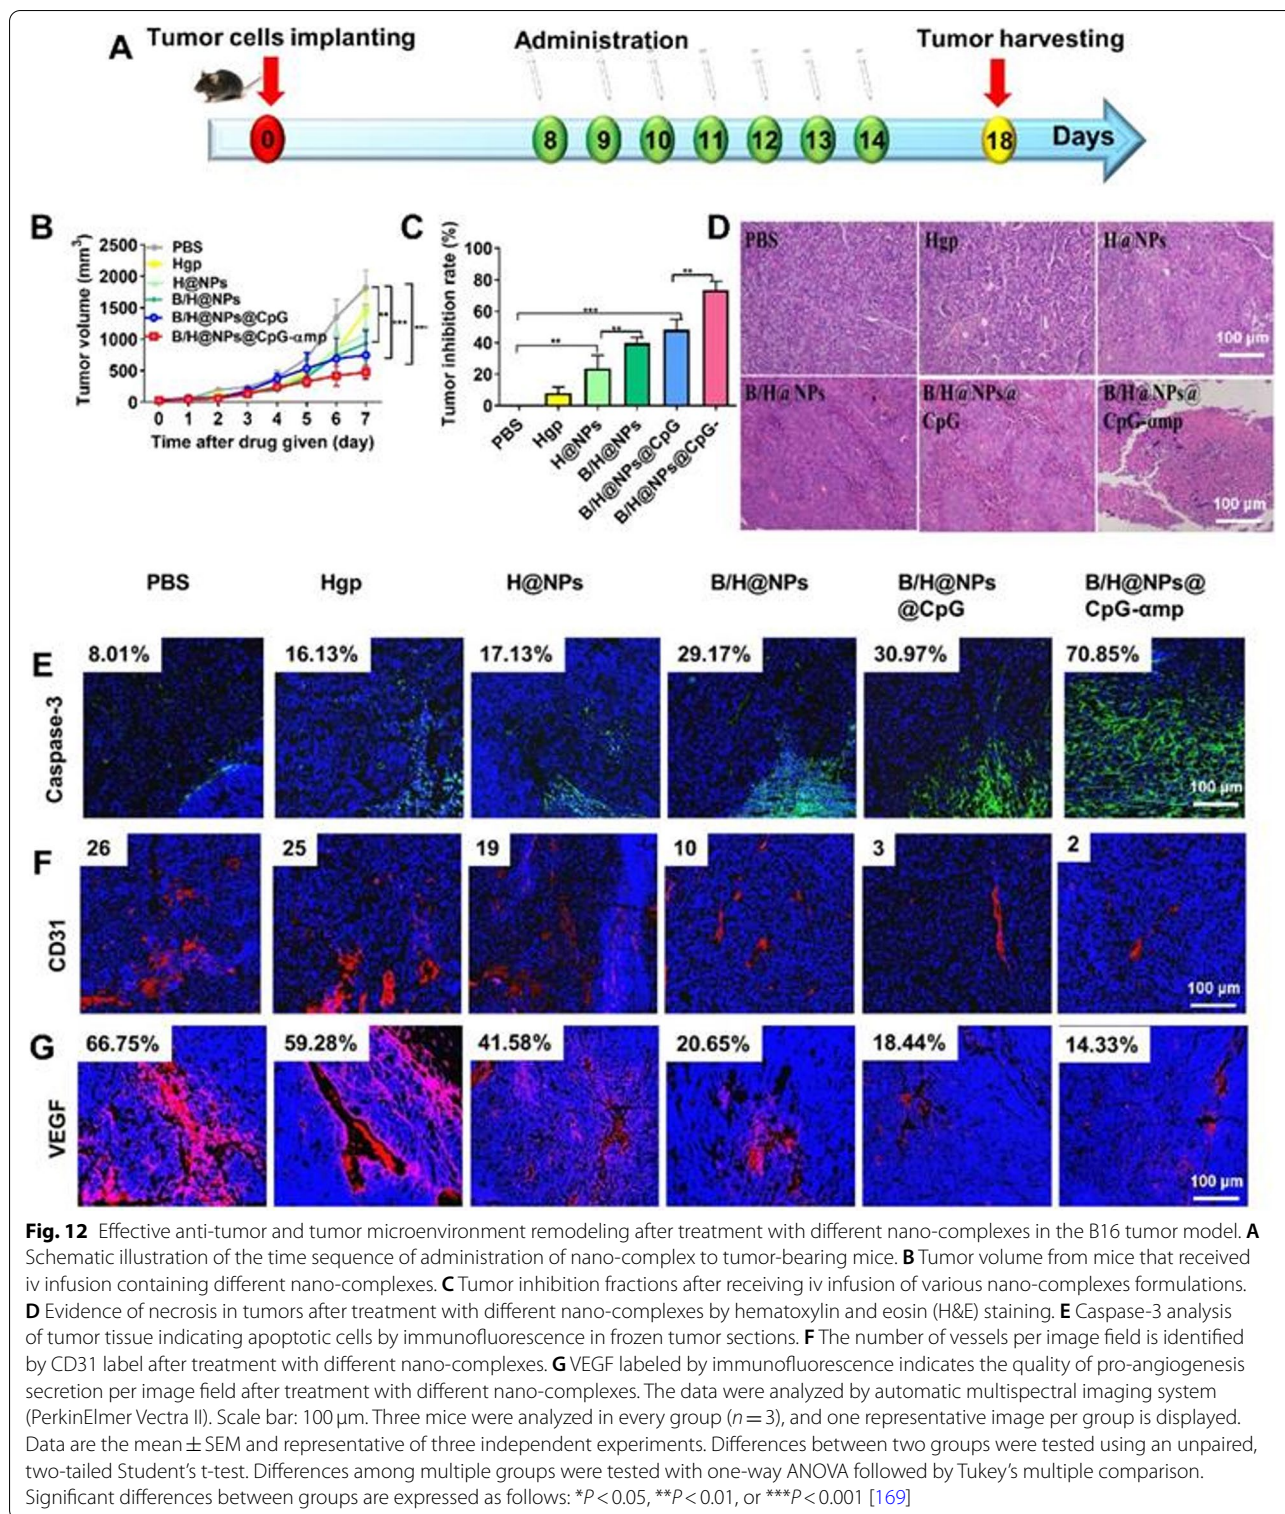 A
Tumor cells implanting
Administration
Tumor harvesting
0
8
9
10
11
12
13
14
18
Days
B
Tumor volume (mm³)
2500
2000
1500
1000
500
0
PBS
Hgp
H@NPs
B/H@NPs
B/H@NPs@CpG
B/H@NPs@CpG-αmp
**
***
***
0 1 2 3 4 5 6 7
Time after drug given (day)
C
Tumor inhibition rate (%)
100
80
60
40
20
0
**
***
**
**
PBS
Hgp
H@NPs
B/H@NPs
B/H@NPs@CpG
B/H@NPs@CpG-
D
PBS
Hgp
H@NPs
100 µm
B/H@NPs
B/H@NPs@
CpG
B/H@NPs@
CpG-αmp
100 µm
PBS
Hgp
H@NPs
B/H@NPs
B/H@NPs
@CpG
B/H@NPs@
CpG-αmp
E
Caspase-3
8.01%
16.13%
17.13%
29.17%
30.97%
70.85%
100 µm
F
CD31
26
25
19
10
3
2
100 µm
G
VEGF
66.75%
59.28%
41.58%
20.65%
18.44%
14.33%
100 µm
Fig. 12 Effective anti-tumor and tumor microenvironment remodeling after treatment with different nano-complexes in the B16 tumor model. A
Schematic illustration of the time sequence of administration of nano-complex to tumor-bearing mice. B Tumor volume from mice that received
iv infusion containing different nano-complexes. C Tumor inhibition fractions after receiving iv infusion of various nano-complexes formulations.
D Evidence of necrosis in tumors after treatment with different nano-complexes by hematoxylin and eosin (H&E) staining. E Caspase-3 analysis
of tumor tissue indicating apoptotic cells by immunofluorescence in frozen tumor sections. F The number of vessels per image field is identified
by CD31 label after treatment with different nano-complexes. G VEGF labeled by immunofluorescence indicates the quality of pro-angiogenesis
secretion per image field after treatment with different nano-complexes. The data were analyzed by automatic multispectral imaging system
(PerkinElmer Vectra II). Scale bar: 100 µm. Three mice were analyzed in every group (n = 3), and one representative image per group is displayed.
Data are the mean ± SEM and representative of three independent experiments. Differences between two groups were tested using an unpaired,
two-tailed Student's t-test. Differences among multiple groups were tested with one-way ANOVA followed by Tukey's multiple comparison.
Significant differences between groups are expressed as follows: *P < 0.05, **P < 0.01, or ***P < 0.001 [169]